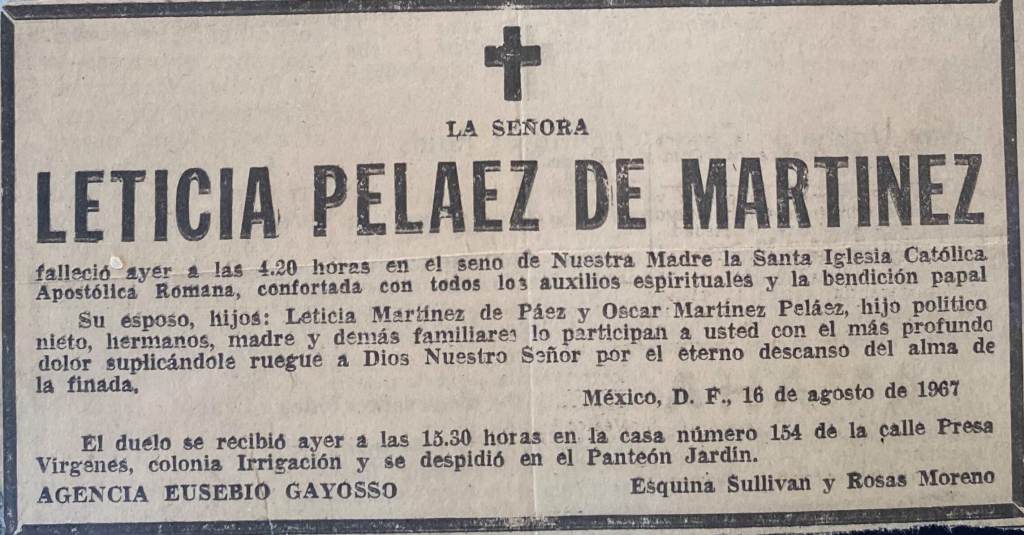 LA SEÑORA
LETICIA PELAEZ DE MARTINEZ
falleció ayer a las 4.20 horas en el seno de Nuestra Madre la Santa Iglesia Católica
Apostólica Romana, confortada con todos los auxilios espirituales y la bendición papal
Su esposo, hijos: Leticia Martínez de Páez y Oscar Martínez Peláez, hijo político
nieto, hermanos, madre y demás familiares lo participan a usted con el más profundo
dolor suplicándole ruegue a Dios Nuestro Señor por el eterno descanso del alma de
la finada,
México, D. F., 16 de agosto de 1967
El duelo se recibió ayer a las 15.30 horas en la casa número 154 de la calle Presa
Vírgenes, colonia Irrigación y se despidió en el Panteón Jardín.
AGENCIA EUSEBIO GAYOSSO
Esquina Sullivan y Rosas Moreno